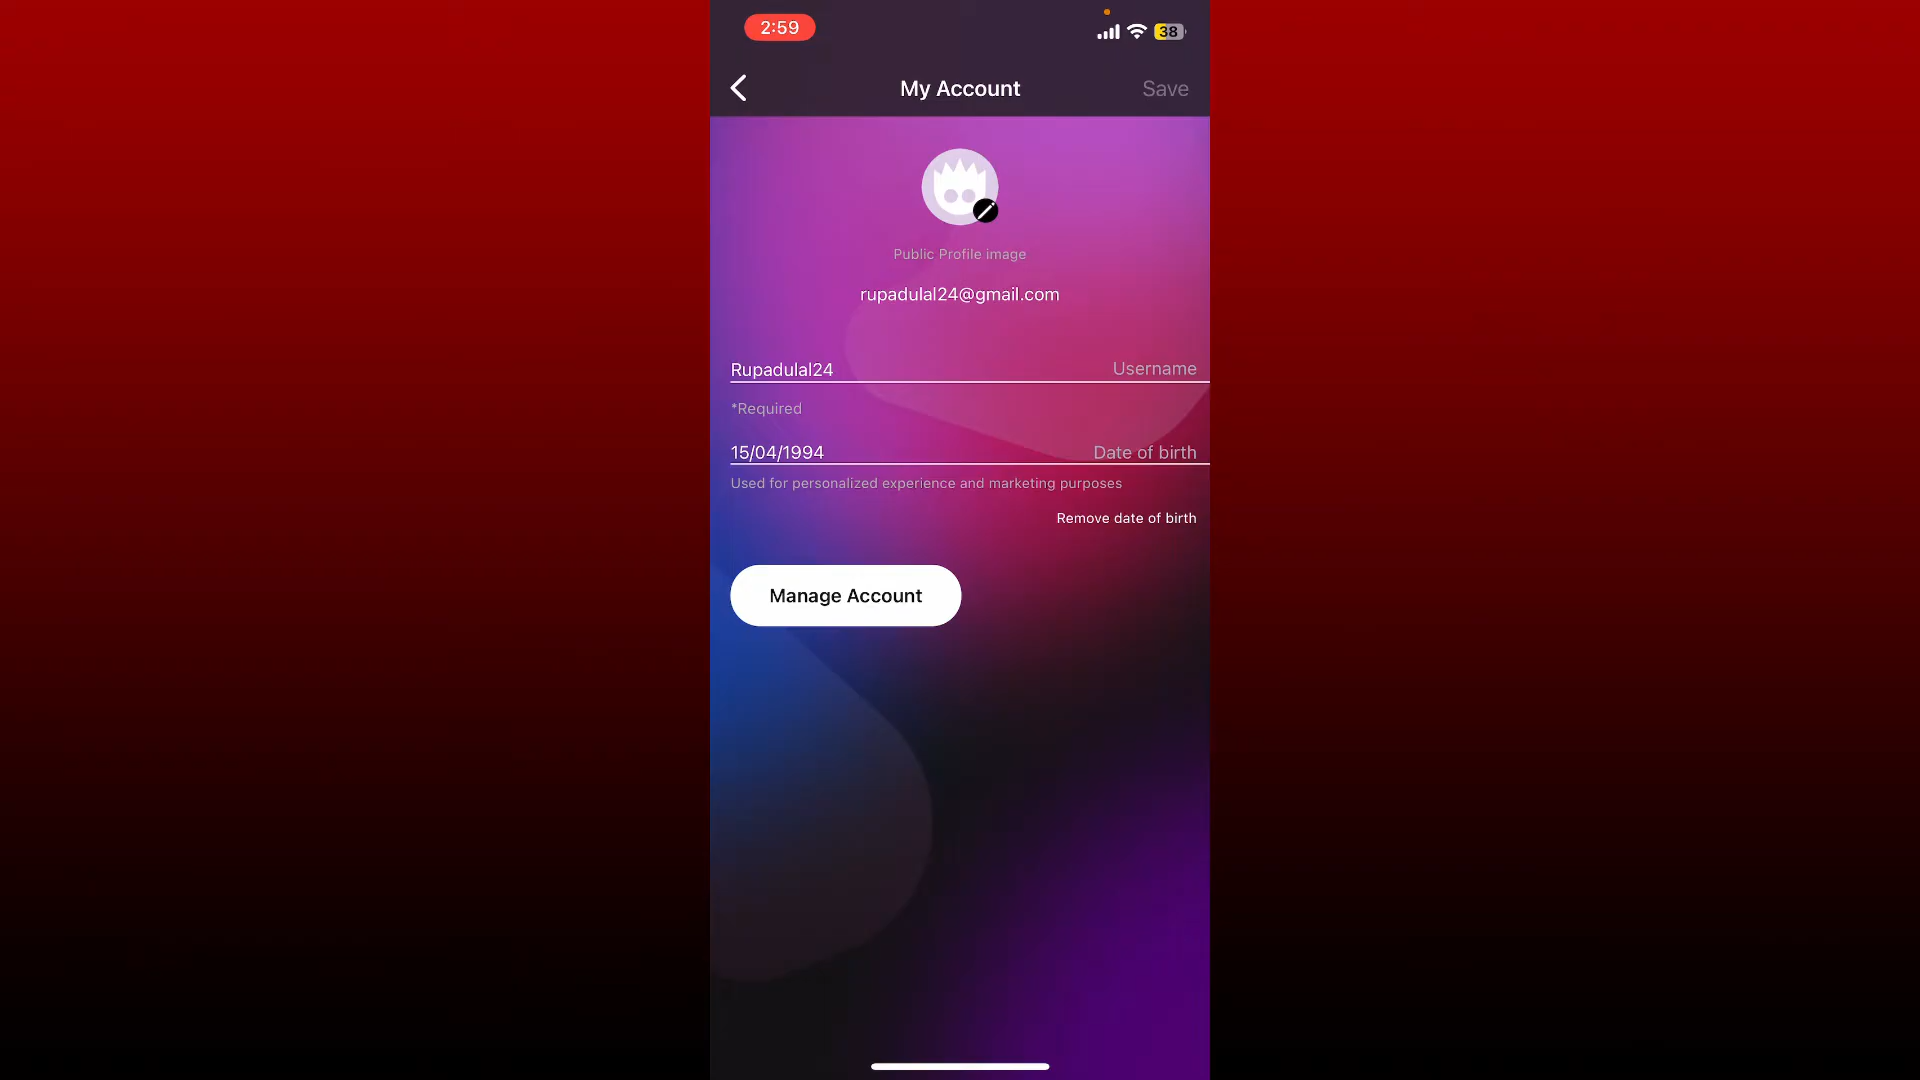 2:59
38
My Account
Save
Public Profile image
rupadulal24@gmail.com
Rupadulal24
Username
*Required
15/04/1994
Date of birth
Used for personalized experience and marketing purposes
Remove date of birth
Manage Account